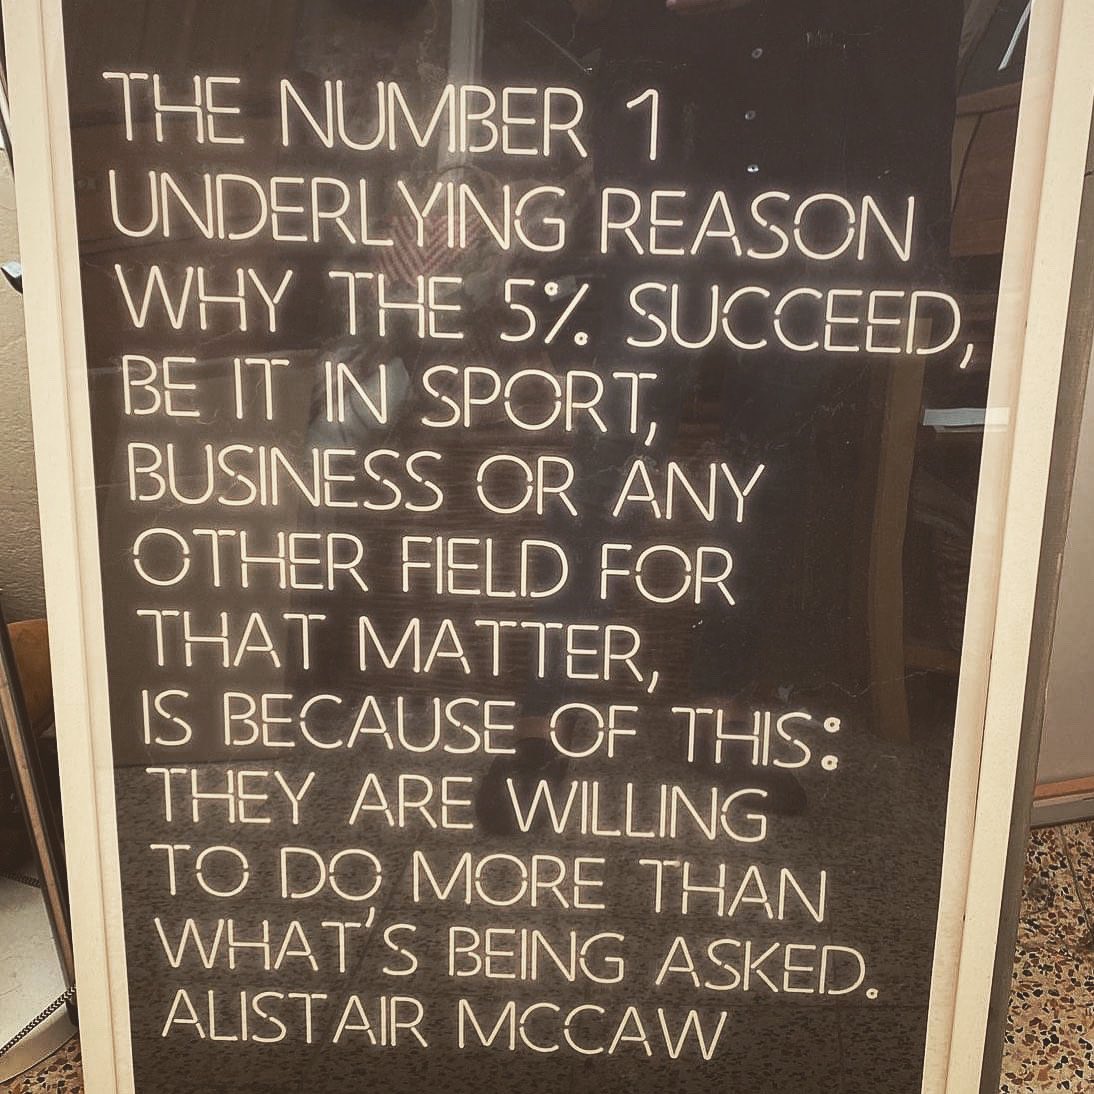 THE NUMBER 1
UNDERLYING REASON
WHY THE 5% SUCCEED,
BE IT IN SPORT,
BUSINESS OR ANY
OTHER FIELD FOR
THAT MATTER,
IS BECAUSE OF THIS:
THEY ARE WILLING
TO DO MORE THAN
WHAT'S BEING ASKED.
ALISTAIR MCCAW